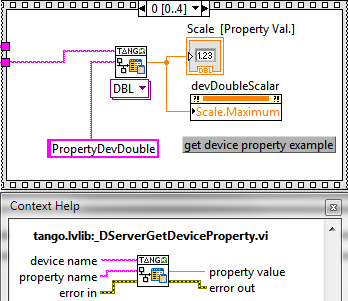 0 [0..4]
Scale [Property Val.]
TANGO
1.23
DBL
DBL
devDoubleScalar
Scale.Maximum
PropertyDevDouble
get device property example
Context Help
tango.lvlib:_DServerGetDeviceProperty.vi
device name
TANGO
property name
property value
error in
error out